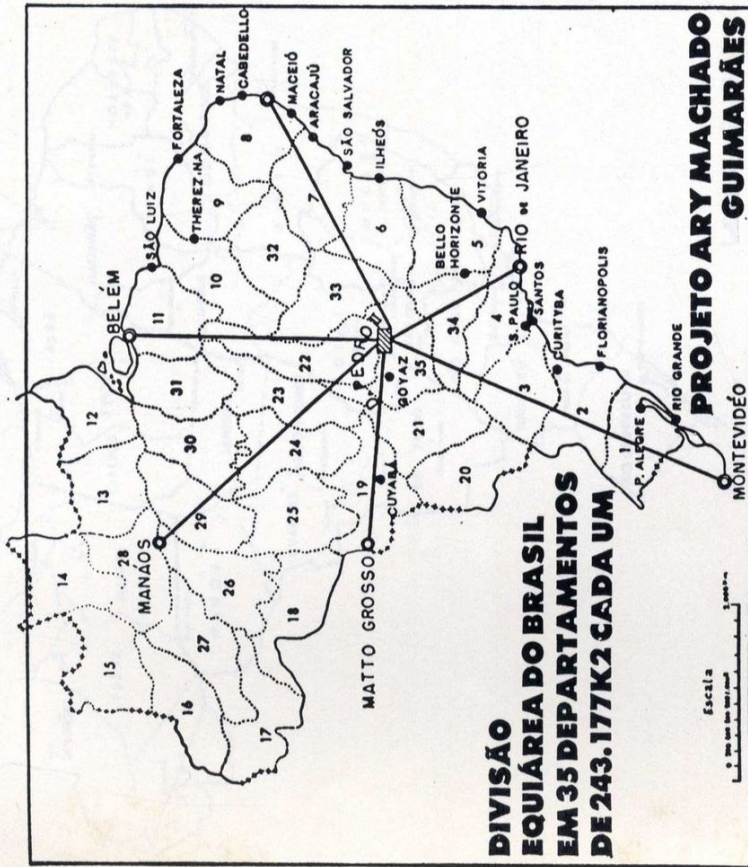 BELÉM
SÃO LUIZ
FORTALEZA
THEREZINA
NATAL
CABEDELLO
MACEIÓ
ARACAJÚ
SÃO SALVADOR
ILHEÓS
BELLO
HORIZONTE
VITORIA
RIO DE JANEIRO
S. PAULO
SANTOS
CURITYBA
FLORIANOPOLIS
P. ALEGRE
RIO GRANDE
MONTEVIDÉO
MANÁOS
MATTO GROSSO
CUYABÁ
GOYAZ
PEDRO II
1
2
3
4
5
6
7
8
9
10
11
12
13
14
15
16
17
18
19
20
21
22
23
24
25
26
27
28
29
30
31
32
33
34
35
DIVISÃO
EQUIÁREA DO BRASIL
EM 35 DEPARTAMENTOS
DE 243.177K2 CADA UM
Escala
PROJETO ARY MACHADO
GUIMARÃES